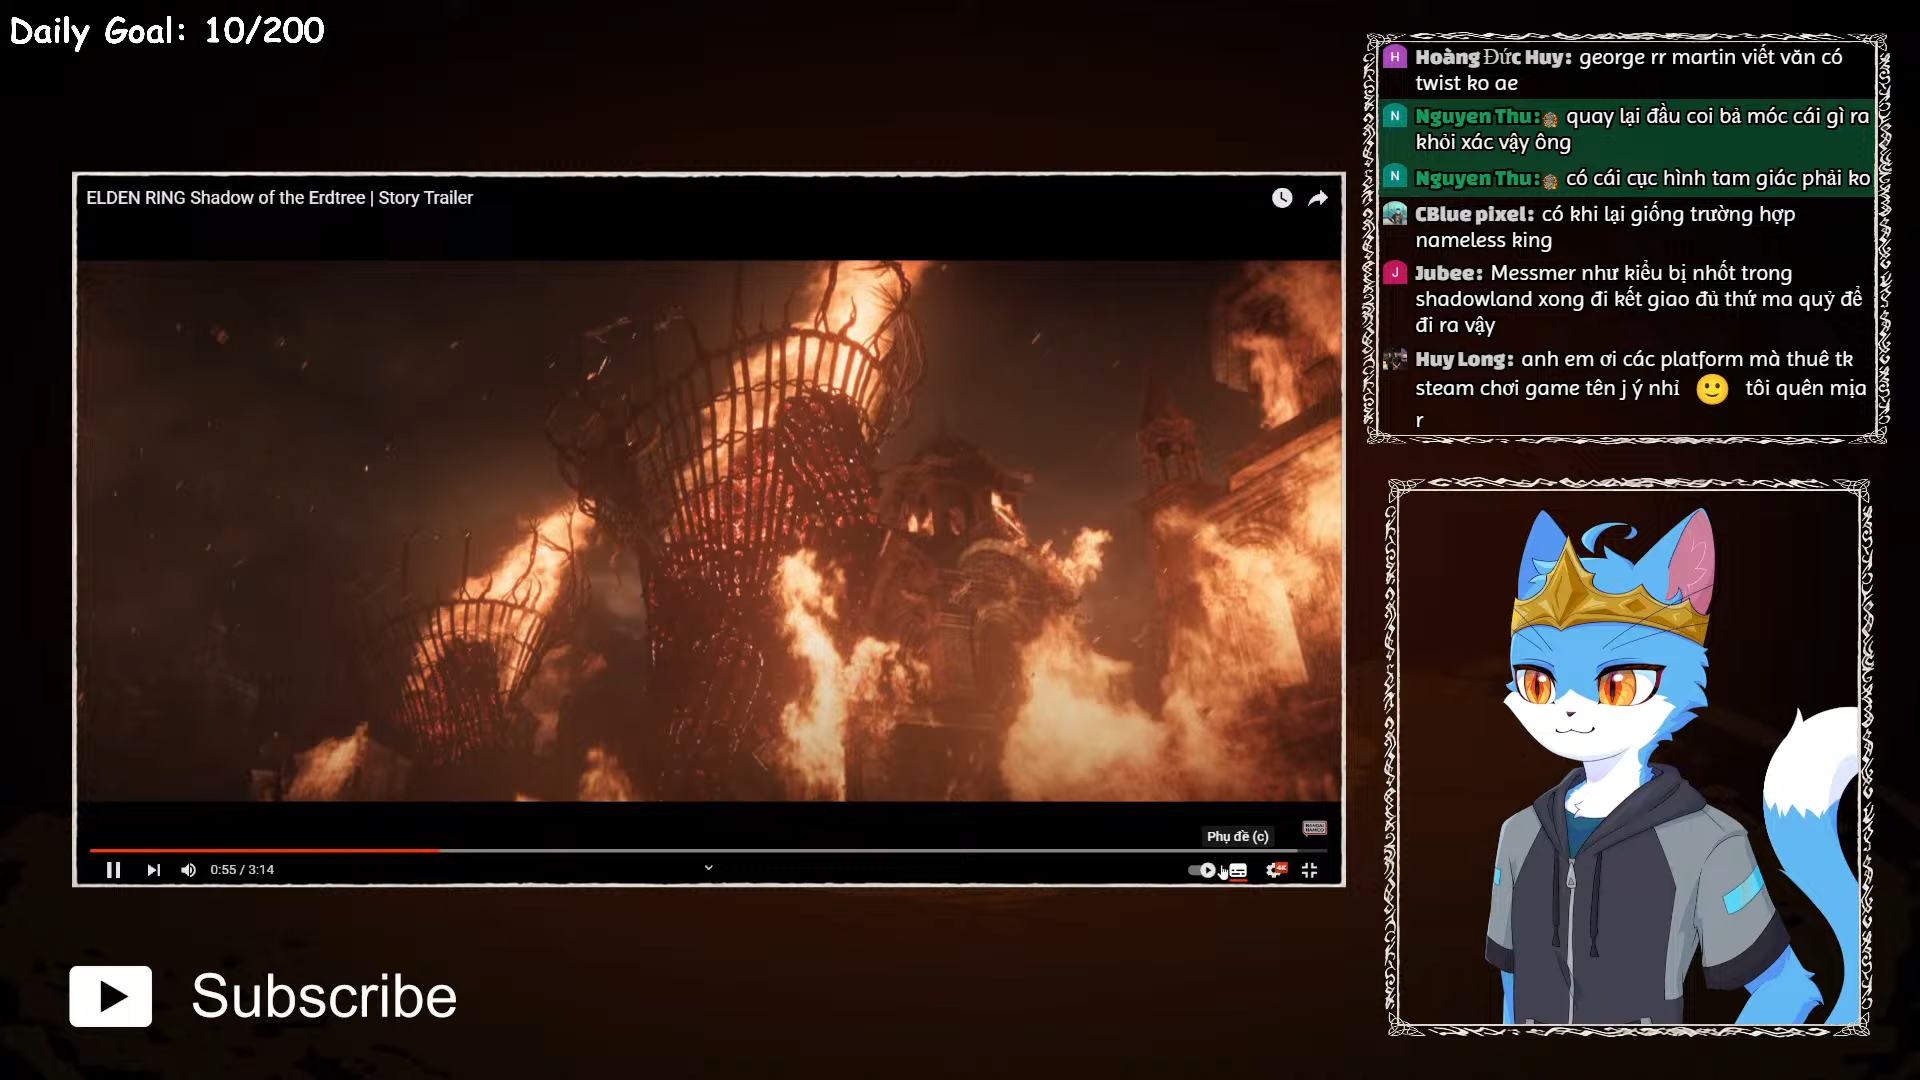 Daily Goal: 10/200
ELDEN RING Shadow of the Erdtree | Story Trailer
Phụ đề (c)
BANDAI
NAMCO
0:55 / 3:14
4K
Subscribe
H
Hoàng Đức Huy: george rr martin viết văn có
twist ko ae
N
Nguyen Thu: quay lại đầu coi bả móc cái gì ra
khỏi xác vậy ông
N
Nguyen Thu: có cái cục hình tam giác phải ko
CBlue pixel: có khi lại giống trường hợp
nameless king
J
Jubee: Messmer như kiểu bị nhốt trong
shadowland xong đi kết giao đủ thứ ma quỷ để
đi ra vậy
Huy Long: anh em ơi các platform mà thuê tk
steam chơi game tên j ý nhỉ 🙂 tôi quên mịa
r